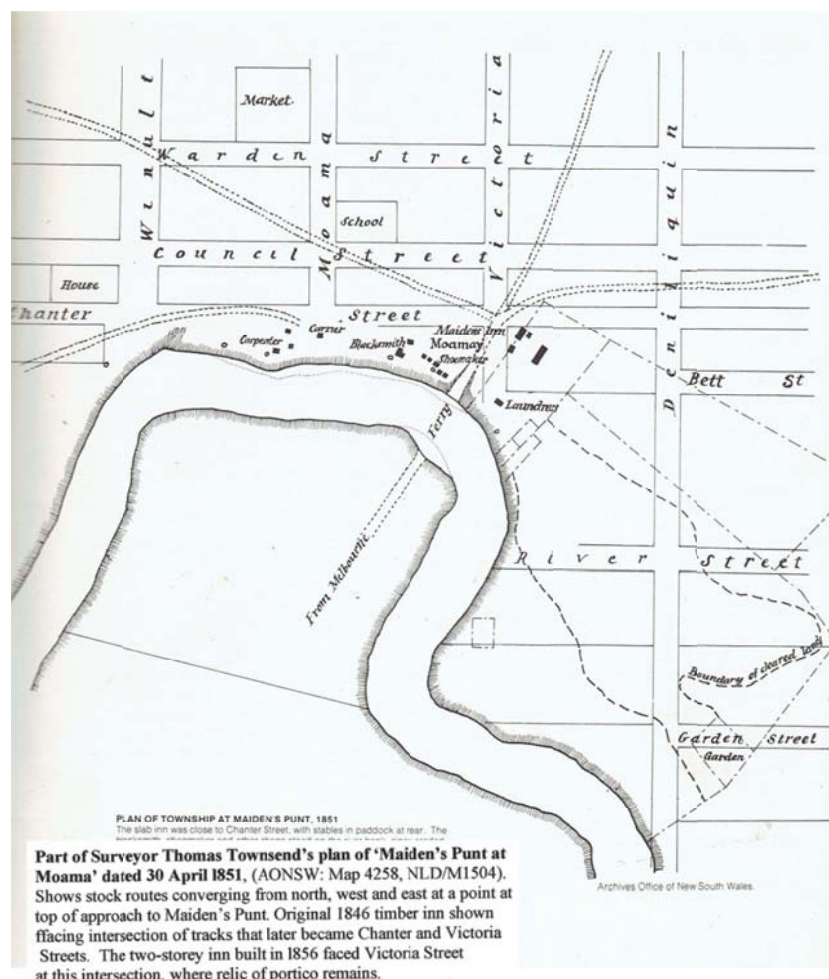 Market
Winult
Moama
Victoria
Deniliquin
Warden Street
School
Council Street
House
Chanter
Street
Inn
Carpenter
Carrier
Blacksmith
Maidens Inn
Moamay
Shoemaker
Bett St
Laundres
Ferry
From Melbourne
River Street
Boundary of cleared land
Garden Street
Garden
PLAN OF TOWNSHIP AT MAIDEN'S PUNT, 1851
The slab inn was close to Chanter Street, with stables in paddock at rear. The
Archives Office of New South Wales.
Part of Surveyor Thomas Townsend's plan of 'Maiden's Punt at
Moama' dated 30 April 1851, (AONSW: Map 4258, NLD/M1504).
Shows stock routes converging from north, west and east at a point at
top of approach to Maiden's Punt. Original 1846 timber inn shown
ffacing intersection of tracks that later became Chanter and Victoria
Streets. The two-storey inn built in 1856 faced Victoria Street
at this intersection, where relic of portico remains.